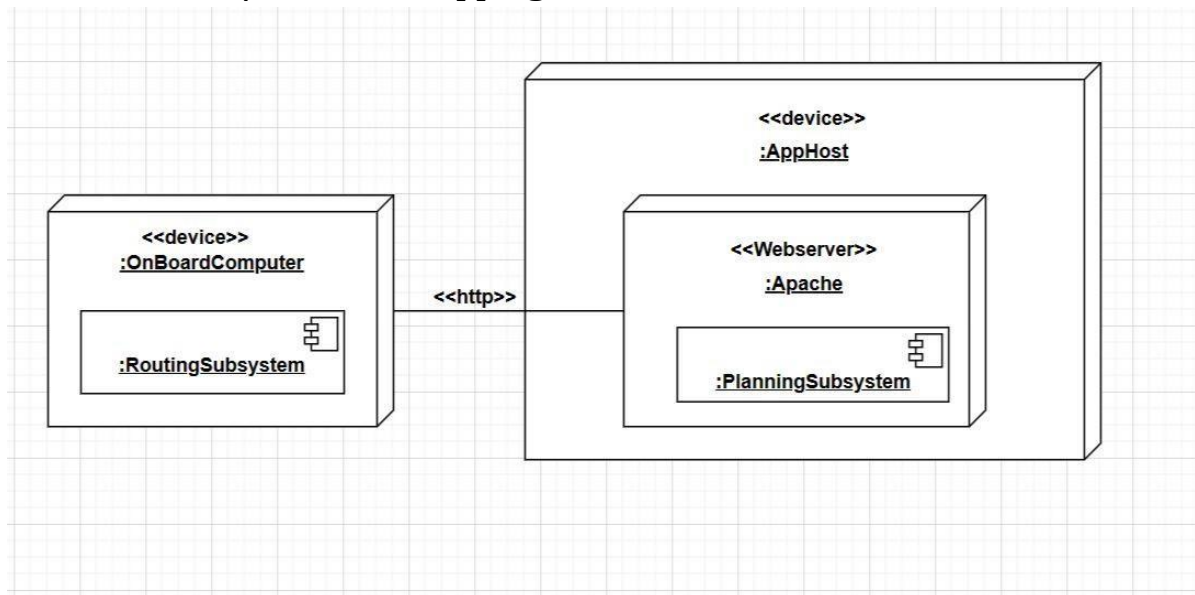 <<device>>
:AppHost
<<device>>
:OnBoardComputer
<<Webserver>>
:Apache
<<http>>
:RoutingSubsystem
:PlanningSubsystem